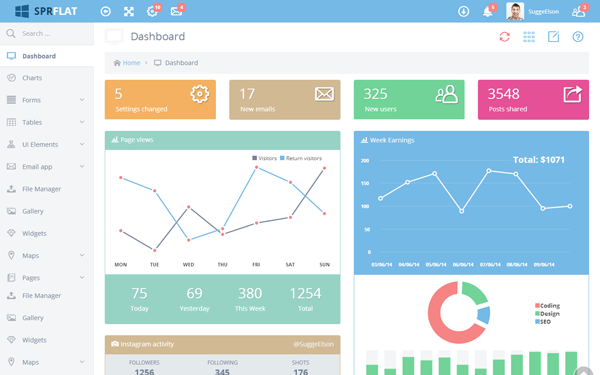 SPRFLAT
10
4
6
SuggeElson
2
Search ...
Dashboard
Charts
Forms
Tables
UI Elements
Email app
File Manager
Gallery
Widgets
Maps
Pages
File Manager
Gallery
Widgets
Maps
Dashboard
Home
Dashboard
5
Settings changed
17
New emails
325
New users
3548
Posts shared
Page views
Visitors
Return visitors
MON TUE WED THU FRI SAT SUN
75
Today
69
Yesterday
380
This Week
1254
Total
Instagram activity
@SuggeElson
FOLLOWERS
1256
FOLLOWING
345
SHOTS
176
Week Earnings
Total: $1071
200
150
100
50
0
03/06/14 04/06/14 05/06/14 06/06/14 07/06/14 08/06/14 09/06/14
Coding
Design
SEO